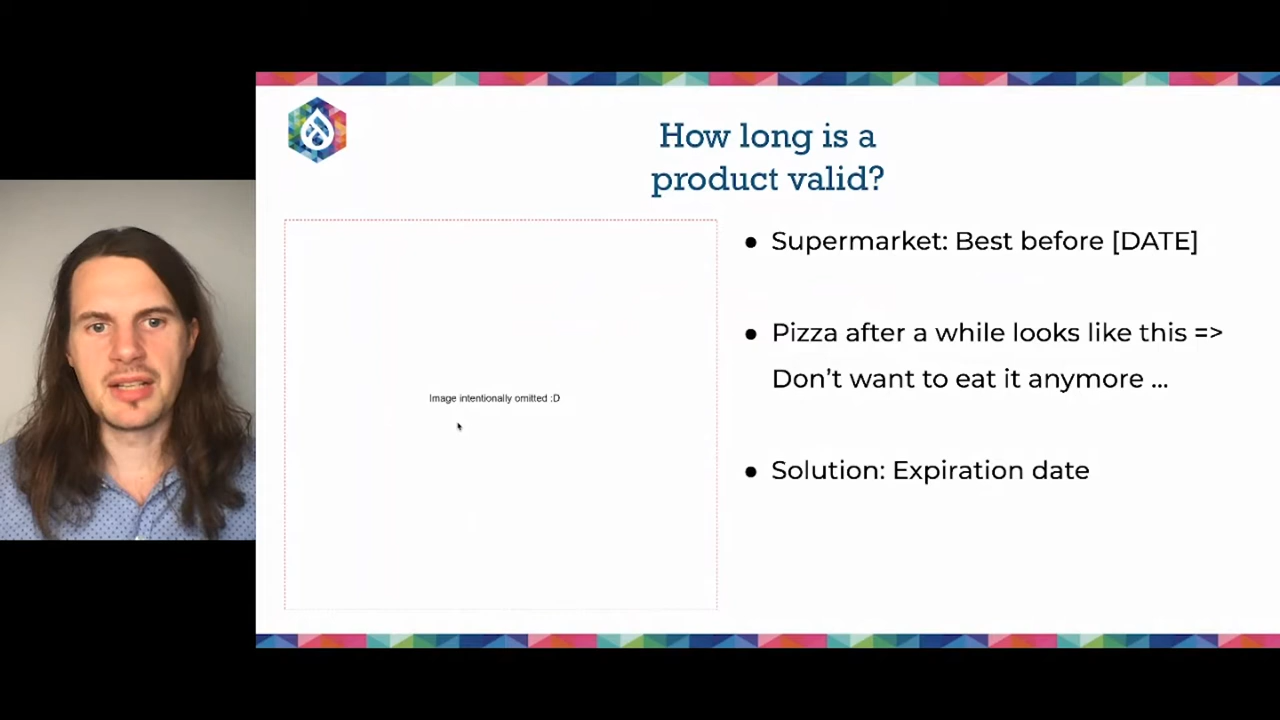 How long is a
product valid?
Image intentionally omitted :D
● Supermarket: Best before [DATE]
● Pizza after a while looks like this =>
Don’t want to eat it anymore ...
● Solution: Expiration date